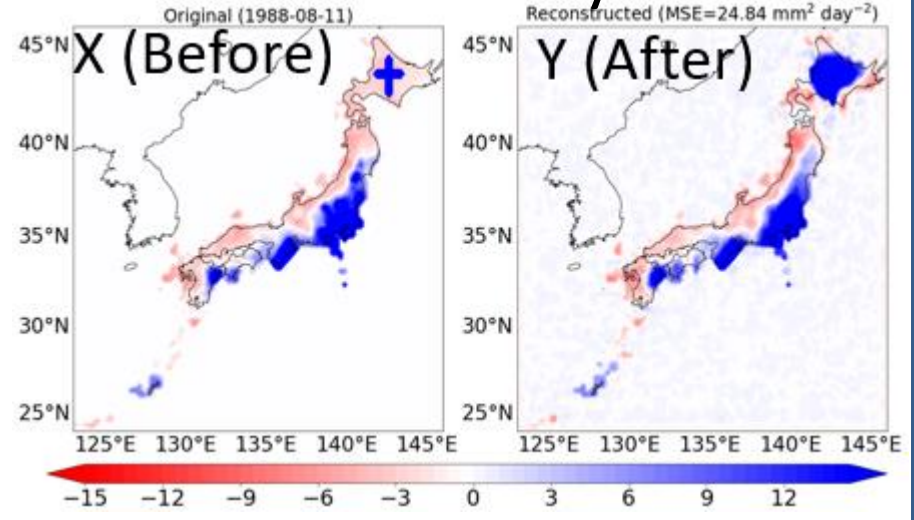 Original (1988-08-11)
Reconstructed (MSE=24.84 mm² day⁻²)
X (Before)
Y (After)
45°N
40°N
35°N
30°N
25°N
125°E 130°E 135°E 140°E 145°E
45°N
40°N
35°N
30°N
25°N
125°E 130°E 135°E 140°E 145°E
−15 −12 −9 −6 −3 0 3 6 9 12